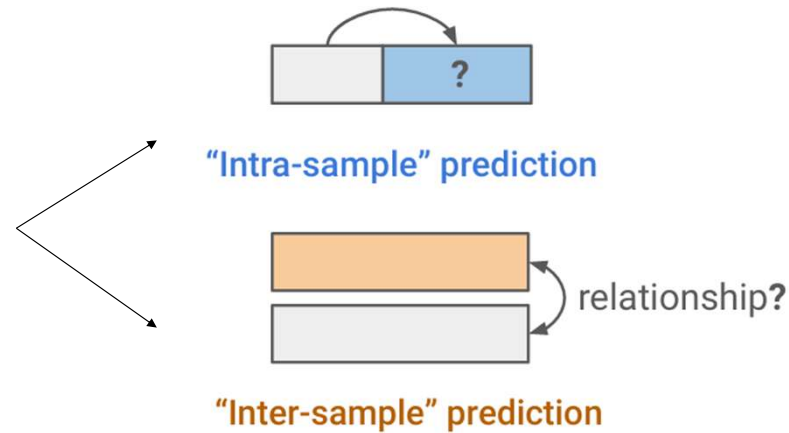 ?
“Intra-sample” prediction
relationship?
“Inter-sample” prediction